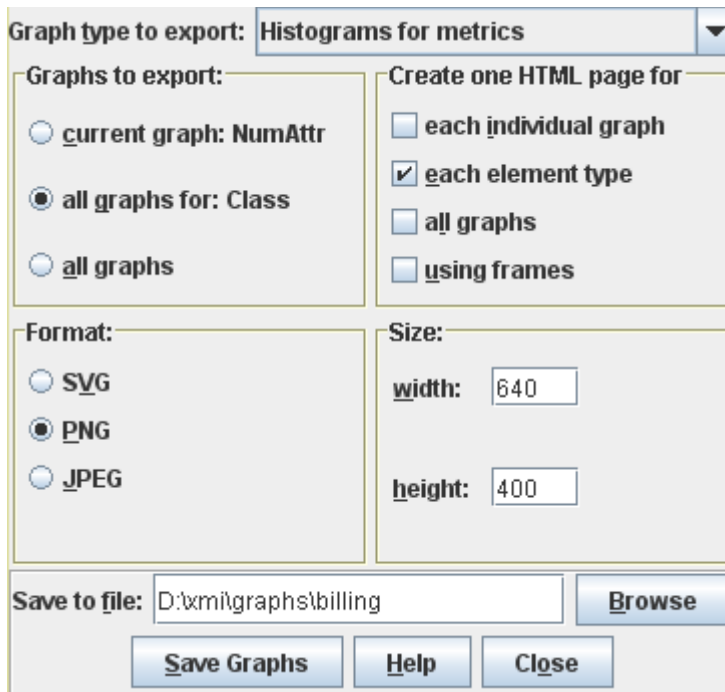 Graph type to export: Histograms for metrics
Graphs to export:
current graph: NumAttr
all graphs for: Class
all graphs
Create one HTML page for
each individual graph
each element type
all graphs
using frames
Format:
SVG
PNG
JPEG
Size:
width: 640
height: 400
Save to file: D:\xmi\graphs\billing Browse
Save Graphs Help Close